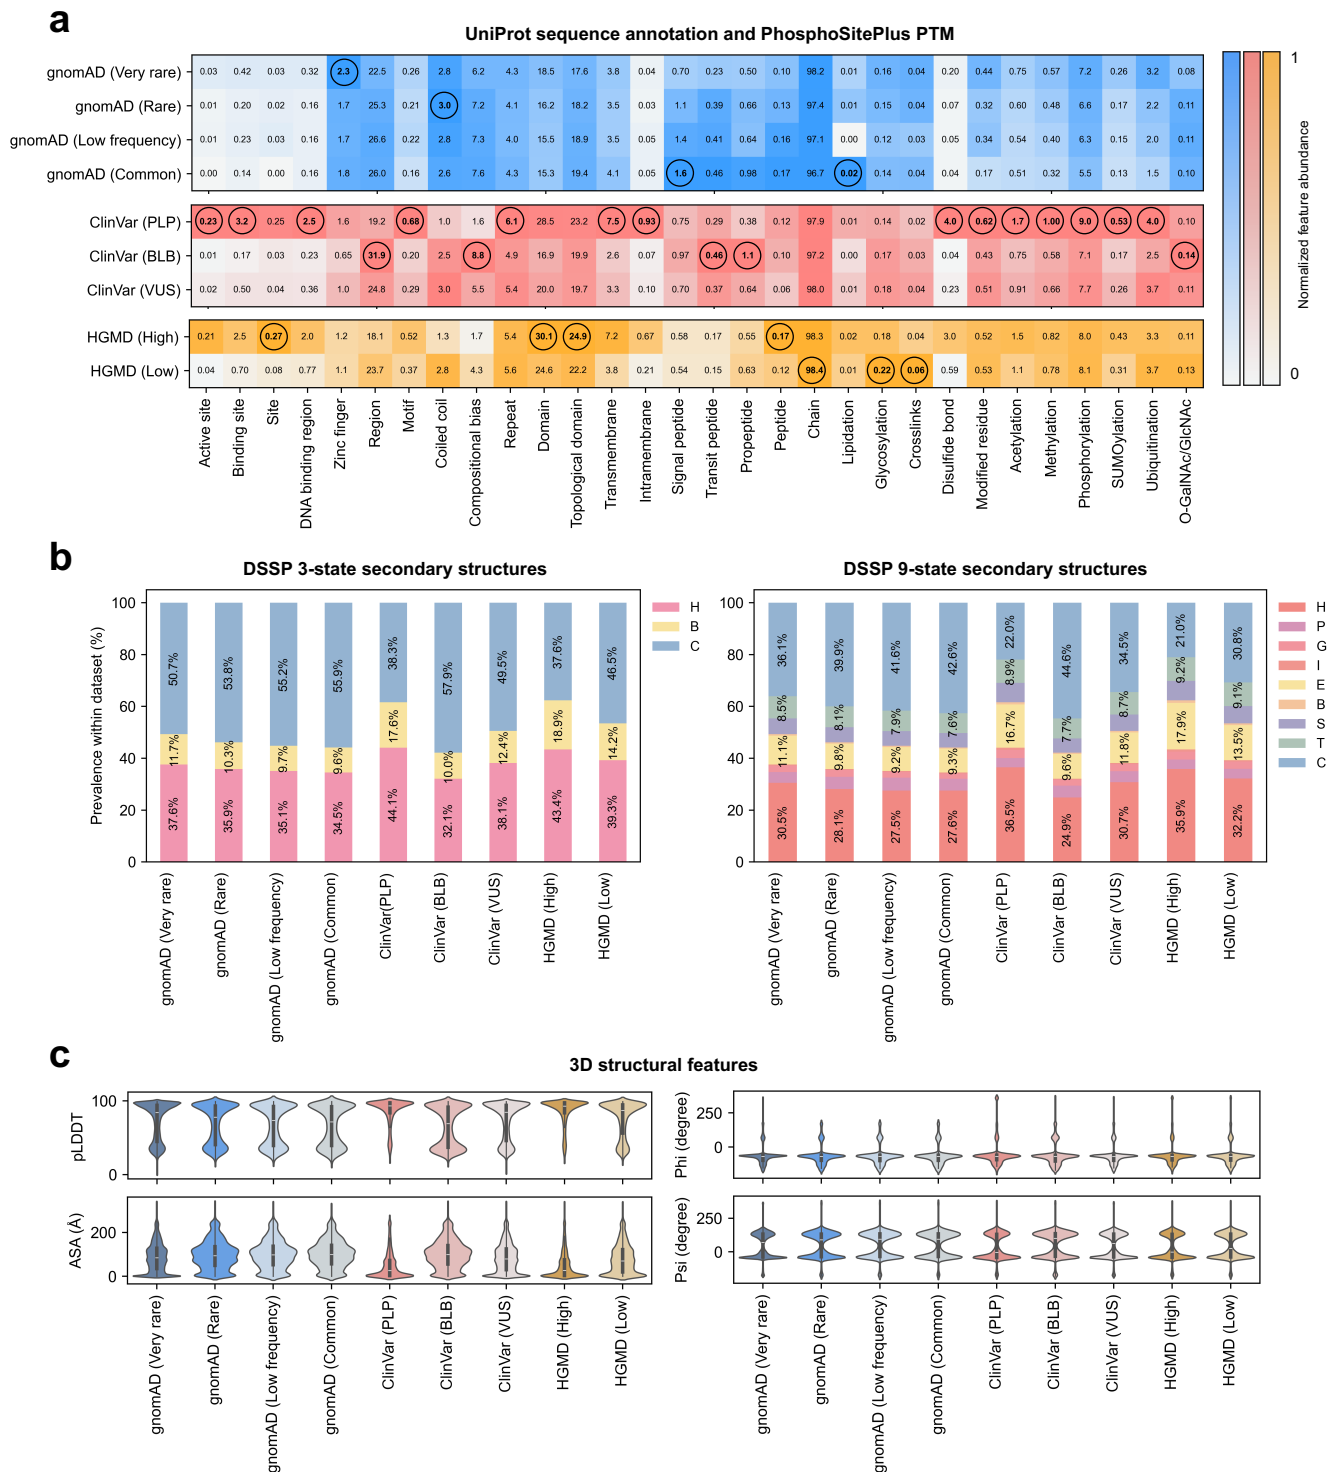 a
UniProt sequence annotation and PhosphoSitePlus PTM
gnomAD (Very rare) 0.03 0.42 0.03 0.32 2.3 22.5 0.26 2.8 6.2 4.3 18.5 17.6 3.8 0.04 0.70 0.23 0.50 0.10 98.2 0.01 0.16 0.04 0.20 0.44 0.75 0.57 7.2 0.26 3.2 0.08
gnomAD (Rare) 0.01 0.20 0.02 0.16 1.7 25.3 0.21 3.0 7.2 4.1 16.2 18.2 3.5 0.03 1.1 0.39 0.66 0.13 97.4 0.01 0.15 0.04 0.07 0.32 0.60 0.48 6.6 0.17 2.2 0.11
gnomAD (Low frequency) 0.01 0.23 0.03 0.16 1.7 26.6 0.22 2.8 7.3 4.0 15.5 18.9 3.5 0.05 1.4 0.41 0.64 0.16 97.1 0.00 0.12 0.03 0.05 0.34 0.54 0.40 6.3 0.15 2.0 0.11
gnomAD (Common) 0.00 0.14 0.00 0.16 1.8 26.0 0.16 2.6 7.6 4.3 15.3 19.4 4.1 0.05 1.6 0.46 0.98 0.17 96.7 0.02 0.14 0.04 0.04 0.17 0.51 0.32 5.5 0.13 1.5 0.10
ClinVar (PLP) 0.23 3.2 0.25 2.5 1.6 19.2 0.68 1.0 1.6 6.1 28.5 23.2 7.5 0.93 0.75 0.29 0.38 0.12 97.9 0.01 0.14 0.02 4.0 0.62 1.7 1.00 9.0 0.53 4.0 0.10
ClinVar (BLB) 0.01 0.17 0.03 0.23 0.65 31.9 0.20 2.5 8.8 4.9 16.9 19.9 2.6 0.07 0.97 0.46 1.1 0.10 97.2 0.00 0.17 0.03 0.04 0.43 0.75 0.58 7.1 0.17 2.5 0.14
ClinVar (VUS) 0.02 0.50 0.04 0.36 1.0 24.8 0.29 3.0 5.5 5.4 20.0 19.7 3.3 0.10 0.70 0.37 0.64 0.06 98.0 0.01 0.18 0.04 0.23 0.51 0.91 0.66 7.7 0.26 3.7 0.11
HGMD (High) 0.21 2.5 0.27 2.0 1.2 18.1 0.52 1.3 1.7 5.4 30.1 24.9 7.2 0.67 0.58 0.17 0.55 0.17 98.3 0.02 0.18 0.04 3.0 0.52 1.5 0.82 8.0 0.43 3.3 0.11
HGMD (Low) 0.04 0.70 0.08 0.77 1.1 23.7 0.37 2.8 4.3 5.6 24.6 22.2 3.8 0.21 0.54 0.15 0.63 0.12 98.4 0.01 0.22 0.06 0.59 0.53 1.1 0.78 8.1 0.31 3.7 0.13
Active site
Binding site
Site
DNA binding region
Zinc finger
Region
Motif
Coiled coil
Compositional bias
Repeat
Domain
Topological domain
Transmembrane
Intramembrane
Signal peptide
Transit peptide
Propeptide
Peptide
Chain
Lipidation
Glycosylation
Crosslinks
Disulfide bond
Modified residue
Acetylation
Methylation
Phosphorylation
SUMOylation
Ubiquitination
O-GalNAc/GlcNAc
1
0
Normalized feature abundance
b
DSSP 3-state secondary structures
Prevalence within dataset (%)
100
80
60
40
20
0
50.7% 53.8% 55.2% 55.9% 38.3% 57.9% 49.5% 37.6% 46.5%
11.7% 10.3% 9.7% 9.6% 17.6% 10.0% 12.4% 18.9% 14.2%
37.6% 35.9% 35.1% 34.5% 44.1% 32.1% 38.1% 43.4% 39.3%
H
B
C
gnomAD (Very rare)
gnomAD (Rare)
gnomAD (Low frequency)
gnomAD (Common)
ClinVar(PLP)
ClinVar (BLB)
ClinVar (VUS)
HGMD (High)
HGMD (Low)
DSSP 9-state secondary structures
100
80
60
40
20
0
36.1% 39.9% 41.6% 42.6% 22.0% 44.6% 34.5% 21.0% 30.8%
8.5% 8.1% 7.9% 7.6% 8.9% 7.7% 8.7% 9.2% 9.1%
11.1% 9.8% 9.2% 9.3% 16.7% 9.6% 11.8% 17.9% 13.5%
30.5% 28.1% 27.5% 27.6% 36.5% 24.9% 30.7% 35.9% 32.2%
H
P
G
I
E
B
S
T
C
gnomAD (Very rare)
gnomAD (Rare)
gnomAD (Low frequency)
gnomAD (Common)
ClinVar (PLP)
ClinVar (BLB)
ClinVar (VUS)
HGMD (High)
HGMD (Low)
c
3D structural features
pLDDT
100
0
ASA (Å)
200
0
gnomAD (Very rare)
gnomAD (Rare)
gnomAD (Low frequency)
gnomAD (Common)
ClinVar (PLP)
ClinVar (BLB)
ClinVar (VUS)
HGMD (High)
HGMD (Low)
Phi (degree)
250
0
Psi (degree)
250
0
gnomAD (Very rare)
gnomAD (Rare)
gnomAD (Low frequency)
gnomAD (Common)
ClinVar (PLP)
ClinVar (BLB)
ClinVar (VUS)
HGMD (High)
HGMD (Low)